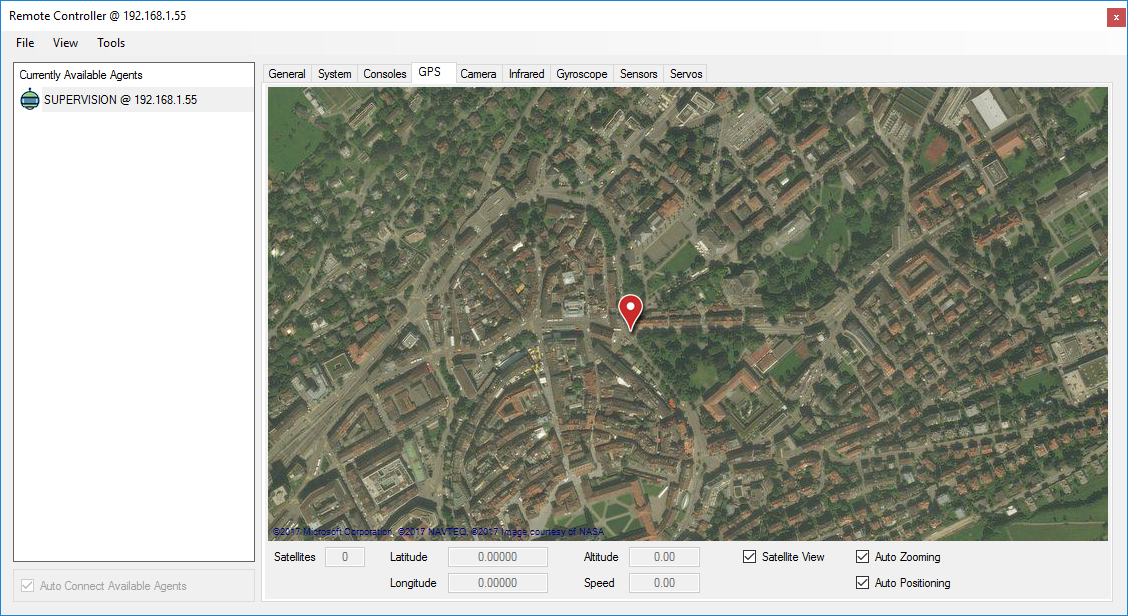 Remote Controller @ 192.168.1.55
x
File View Tools
Currently Available Agents
SUPERVISION @ 192.168.1.55
General System Consoles GPS Camera Infrared Gyroscope Sensors Servos
©2017 Microsoft Corporation, ©2017 NAVTEQ, ©2017 Image courtesy of NASA
Satellites 0 Latitude 0.00000 Altitude 0.00 Satellite View Auto Zooming
Longitude 0.00000 Speed 0.00 Auto Positioning
Auto Connect Available Agents